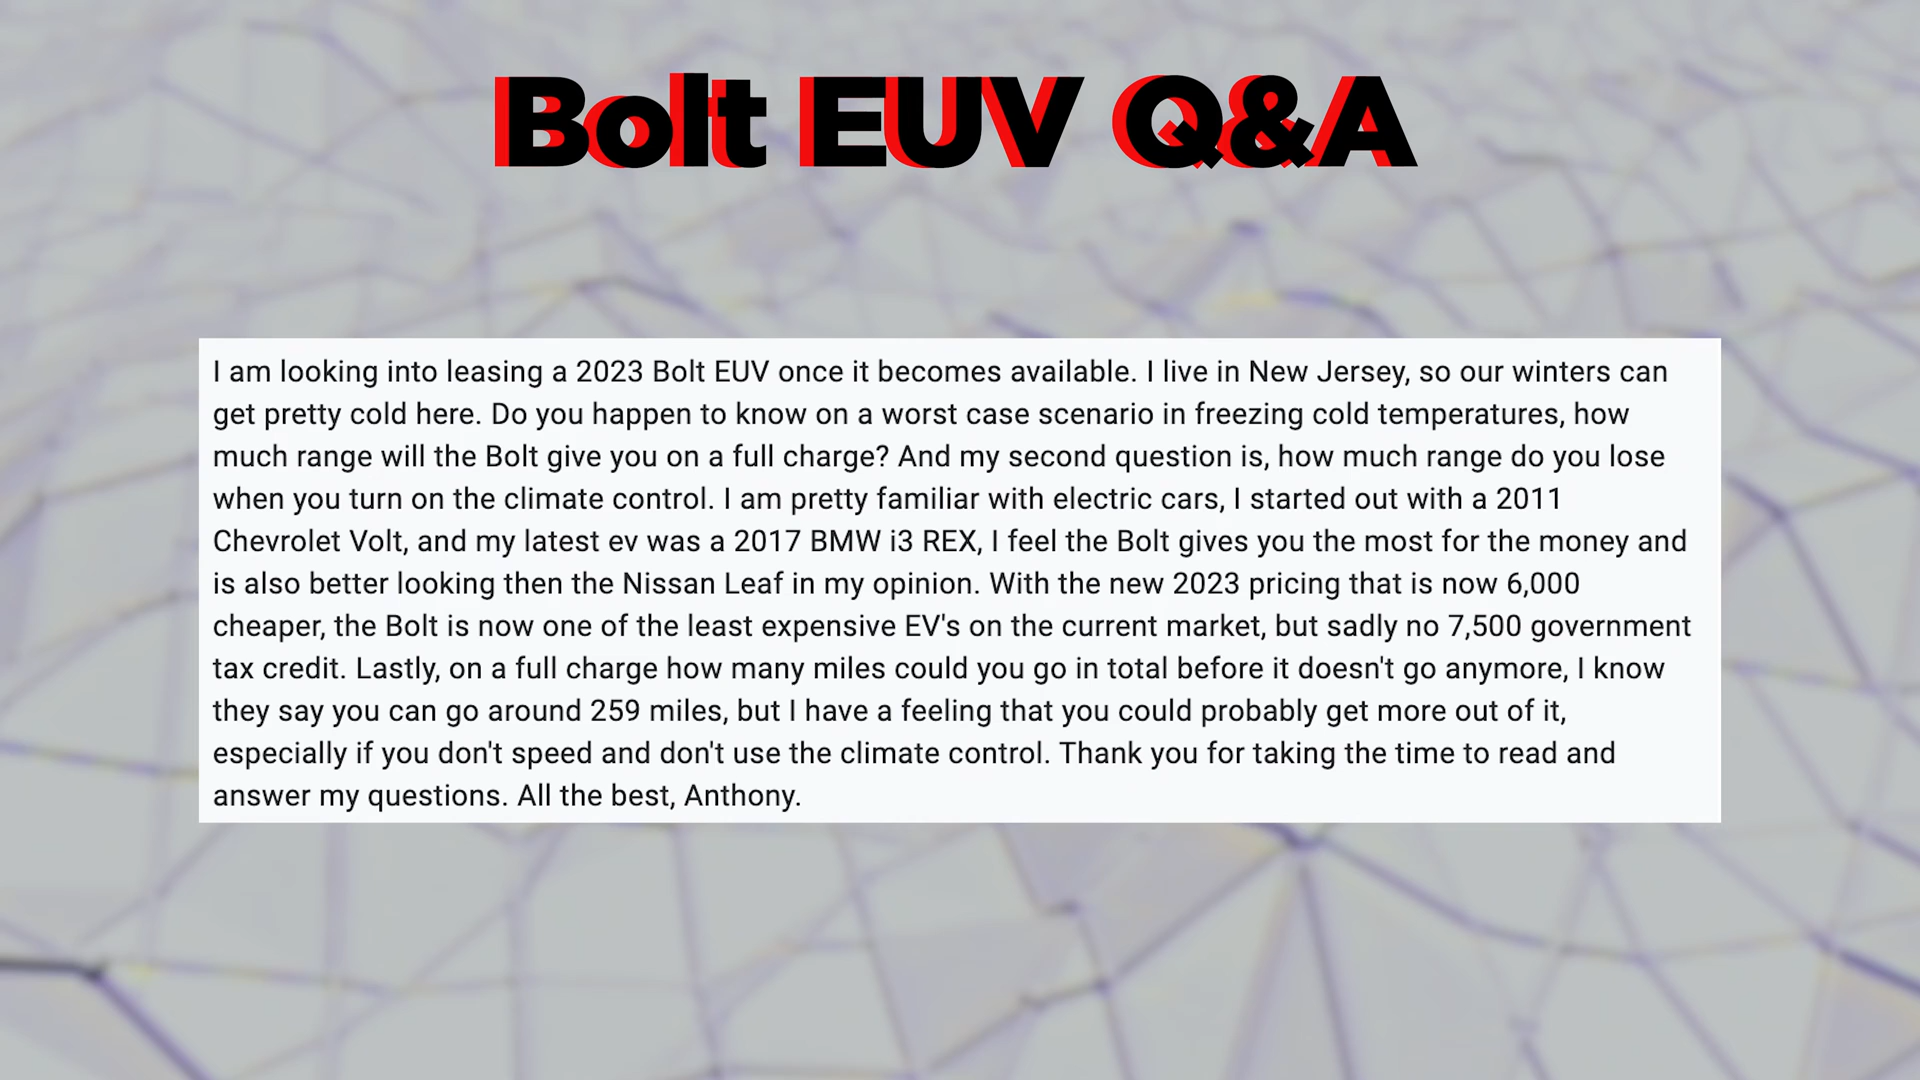 Bolt EUV Q&A
I am looking into leasing a 2023 Bolt EUV once it becomes available. I live in New Jersey, so our winters can
get pretty cold here. Do you happen to know on a worst case scenario in freezing cold temperatures, how
much range will the Bolt give you on a full charge? And my second question is, how much range do you lose
when you turn on the climate control. I am pretty familiar with electric cars, I started out with a 2011
Chevrolet Volt, and my latest ev was a 2017 BMW i3 REX, I feel the Bolt gives you the most for the money and
is also better looking then the Nissan Leaf in my opinion. With the new 2023 pricing that is now 6,000
cheaper, the Bolt is now one of the least expensive EV's on the current market, but sadly no 7,500 government
tax credit. Lastly, on a full charge how many miles could you go in total before it doesn't go anymore, I know
they say you can go around 259 miles, but I have a feeling that you could probably get more out of it,
especially if you don't speed and don't use the climate control. Thank you for taking the time to read and
answer my questions. All the best, Anthony.